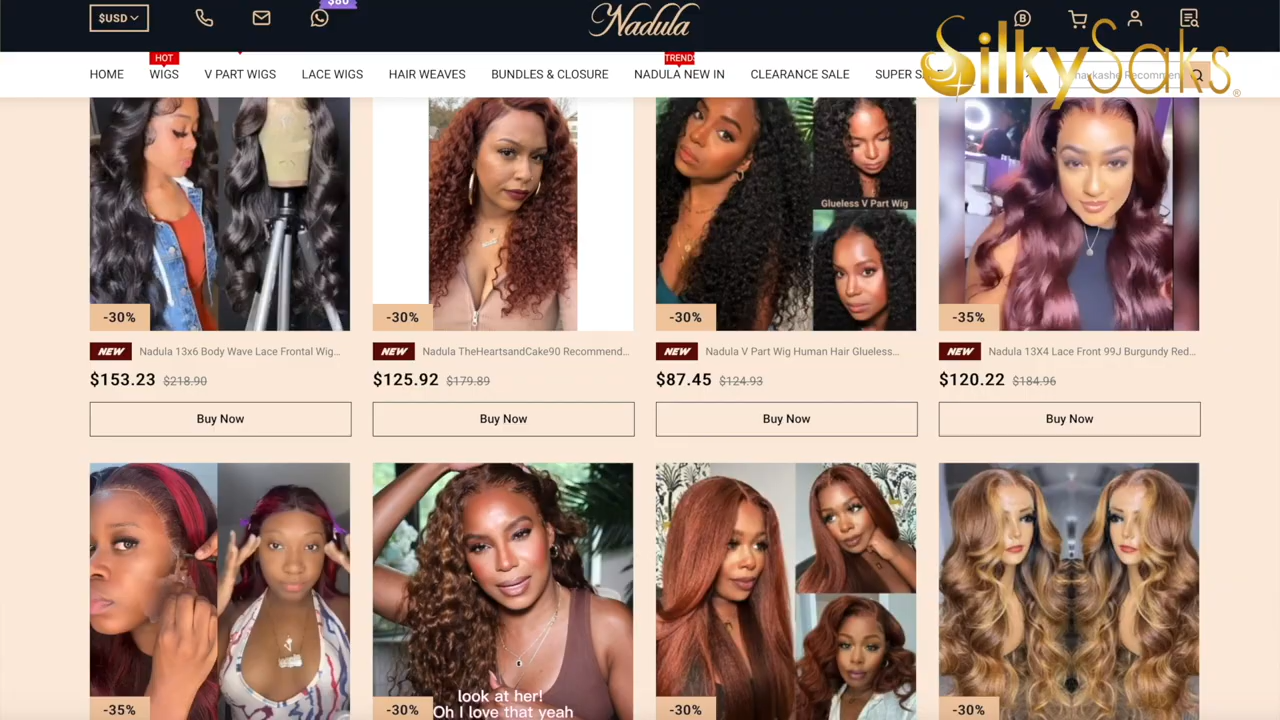 $80
$USD
Nadula
B
SilkySaks®
HOT
TREND
HOME
WIGS
V PART WIGS
LACE WIGS
HAIR WEAVES
BUNDLES & CLOSURE
NADULA NEW IN
CLEARANCE SALE
SUPER
Recommen
Glueless V Part Wig
-30%
-30%
-30%
-35%
NEW Nadula 13x6 Body Wave Lace Frontal Wig...
NEW Nadula TheHeartsandCake90 Recommend...
NEW Nadula V Part Wig Human Hair Glueless...
NEW Nadula 13X4 Lace Front 99J Burgundy Red...
$153.23 $218.90
$125.92 $179.89
$87.45 $124.93
$120.22 $184.96
Buy Now
Buy Now
Buy Now
Buy Now
-35%
-30%
-30%
-30%
look at her!
Oh I love that yeah